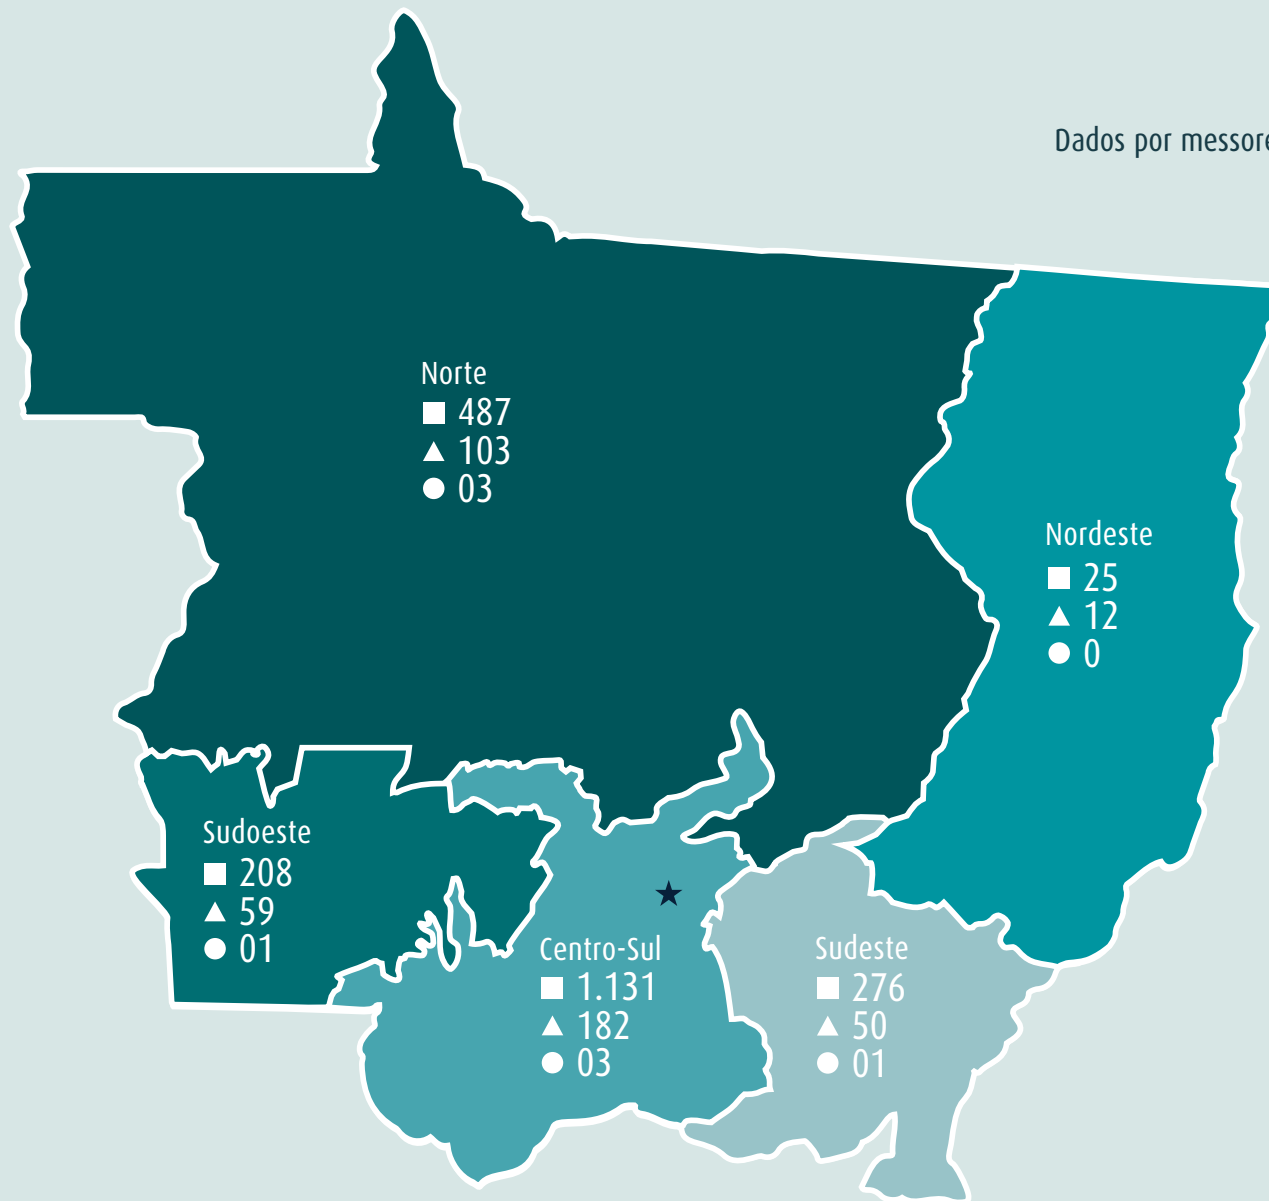 Dados por messore
Norte
487
103
03
Nordeste
25
12
0
Sudoeste
208
59
01
Centro-Sul
1.131
182
03
Sudeste
276
50
01